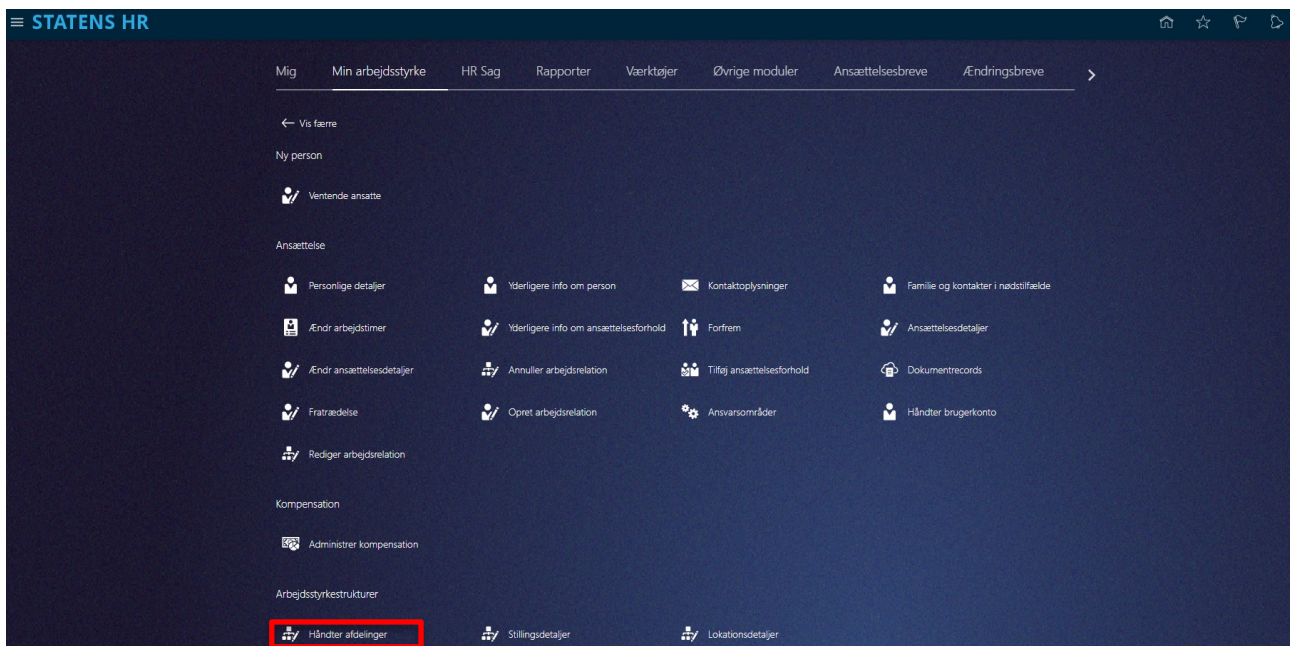 STATENS HR
Mig Min arbejdsstyrke HR Sag Rapporter Værktøjer Øvrige moduler Ansættelsesbreve Ændringsbreve
Vis færre
Ny person
Ventende ansatte
Ansættelse
Personlige detaljer Yderligere info om person Kontaktoplysninger Familie og kontakter i nødstilfælde
Ændr arbejdstimer Yderligere info om ansættelsesforhold Forfrem Ansættelsesdetaljer
Ændr ansættelsesdetaljer Annuller arbejdsrelation Tilføj ansættelsesforhold Dokumentrecords
Fratrædelse Opret arbejdsrelation Ansvarsområder Håndter brugerkonto
Rediger arbejdsrelation
Kompensation
Administrer kompensation
Arbejdsstyrkestrukturer
Håndter afdelinger Stillingsdetaljer Lokationsdetaljer